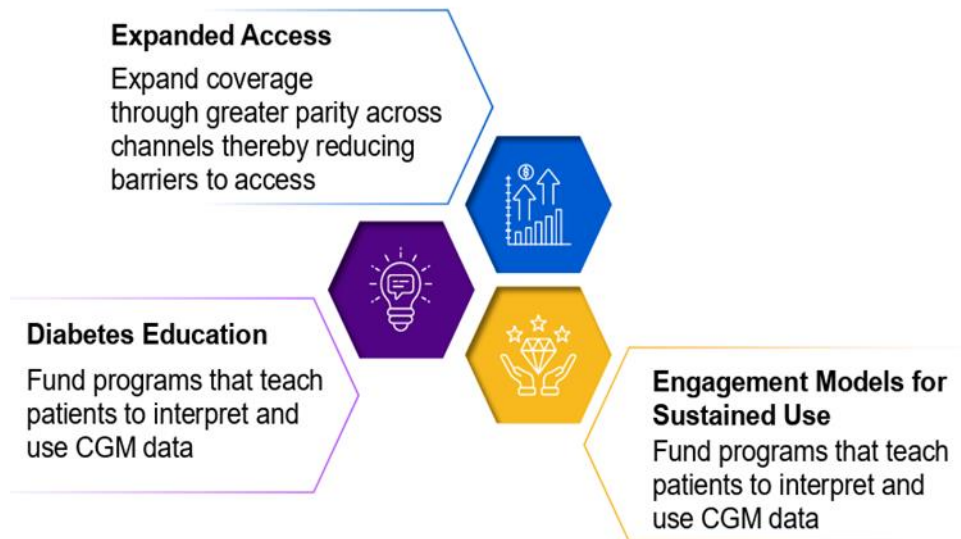 Expanded Access
Expand coverage
through greater parity across
channels thereby reducing
barriers to access
Diabetes Education
Fund programs that teach
patients to interpret and
use CGM data
Engagement Models for
Sustained Use
Fund programs that teach
patients to interpret and
use CGM data